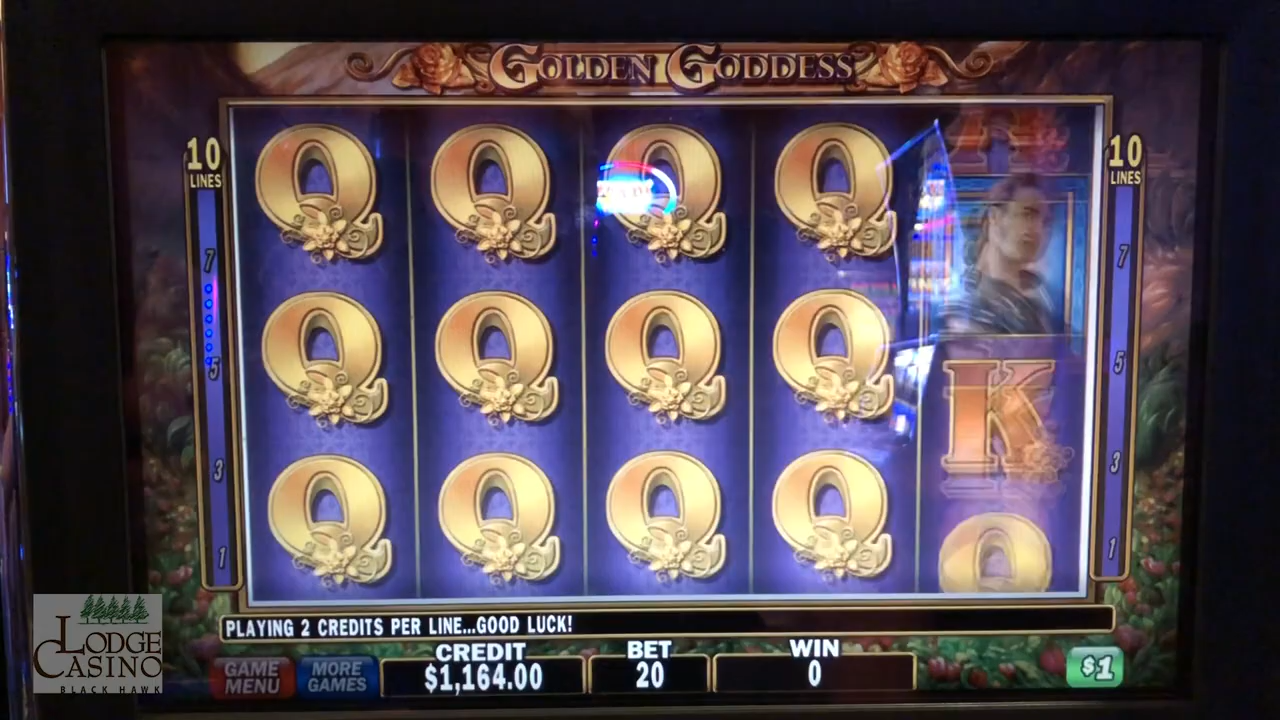 GOLDEN GODDESS
10 LINES
10 LINES
7
7
5
5
3
3
1
1
Q Q Q Q
Q Q Q Q K
Q Q Q Q Q
PLAYING 2 CREDITS PER LINE...GOOD LUCK!
GAME MENU
MORE GAMES
CREDIT
$1,164.00
BET
20
WIN
0
$1
LODGE
CASINO
BLACK HAWK